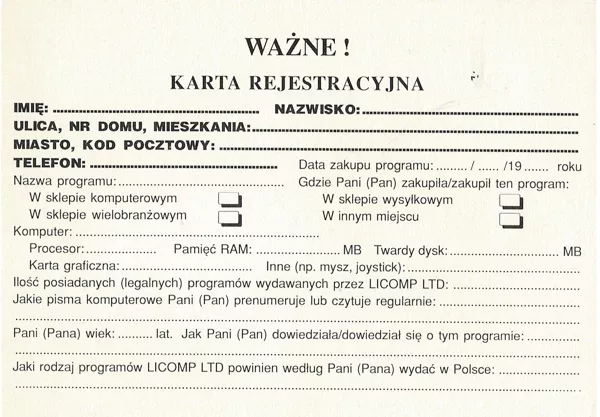 WAŻNE !
KARTA REJESTRACYJNA
IMIĘ: ........................................ NAZWISKO: ........................................
ULICA, NR DOMU, MIESZKANIA: ........................................
MIASTO, KOD POCZTOWY: ........................................
TELEFON: ........................................ Data zakupu programu: ......... / ...... /19 ....... roku
Nazwa programu: ........................................ Gdzie Pani (Pan) zakupiła/zakupił ten program:
W sklepie komputerowym W sklepie wysyłkowym
W sklepie wielobranżowym W innym miejscu
Komputer: ........................................
Procesor: .................... Pamięć RAM: .................... MB Twardy dysk: .................... MB
Karta graficzna: .................... Inne (np. mysz, joystick): ........................................
Ilość posiadanych (legalnych) programów wydawanych przez LICOMP LTD: ....................
Jakie pisma komputerowe Pani (Pan) prenumeruje lub czytuje regularnie: ....................
........................................
Pani (Pana) wiek: .......... lat. Jak Pani (Pan) dowiedziała/dowiedział się o tym programie: ..........
........................................
Jaki rodzaj programów LICOMP LTD powinien według Pani (Pana) wydać w Polsce: ....................
........................................